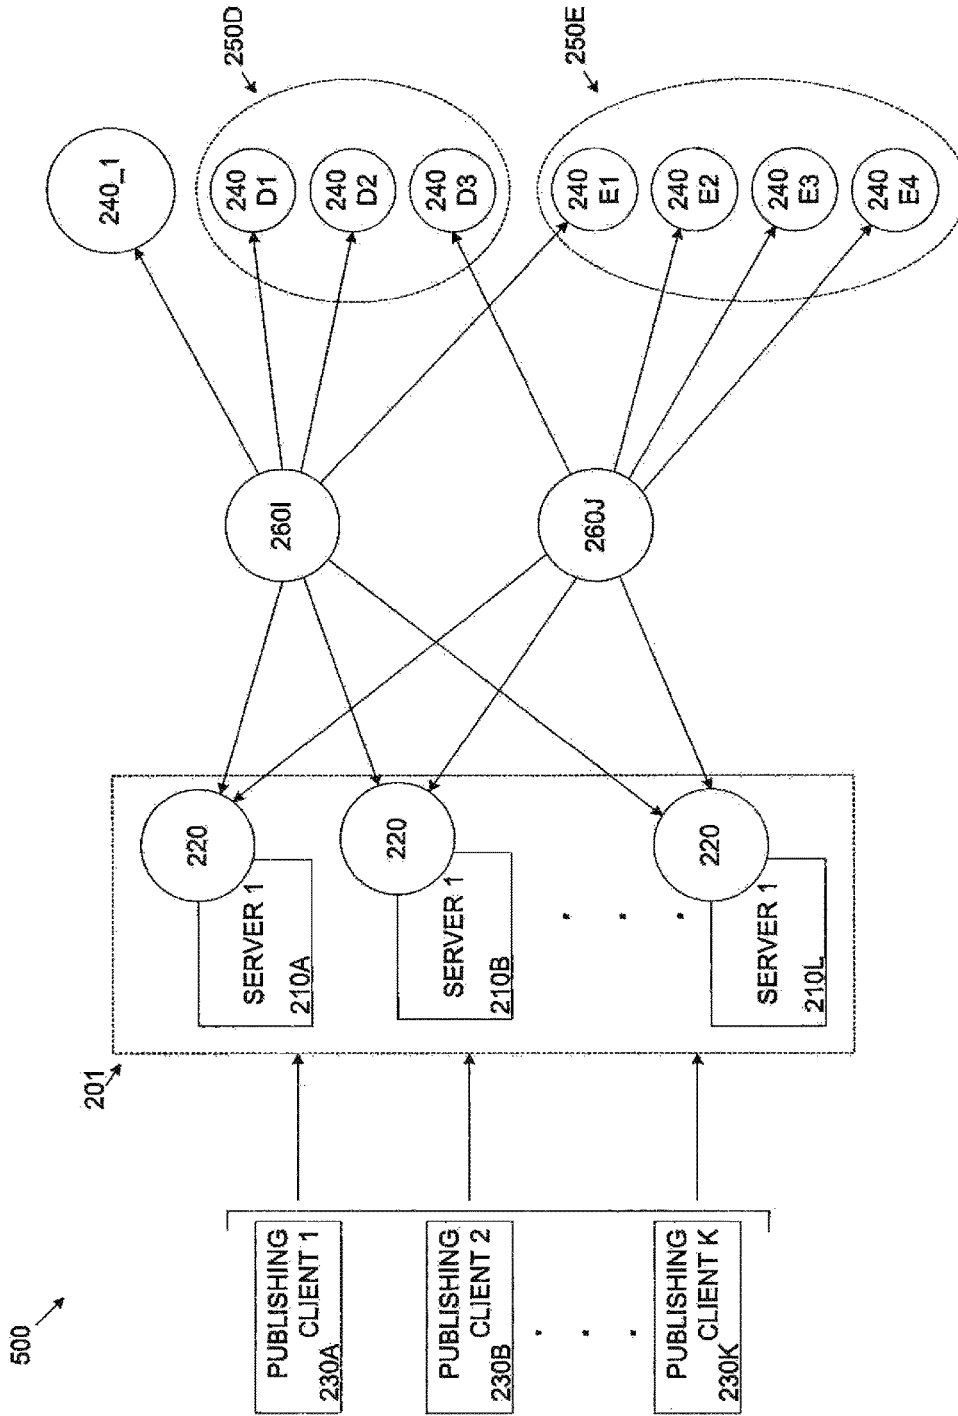 500
PUBLISHING
CLIENT 1
230A
PUBLISHING
CLIENT 2
230B
. . .
PUBLISHING
CLIENT K
230K
201
SERVER 1
210A
220
SERVER 1
210B
220
. . .
SERVER 1
210L
220
260I
260J
240_1
250D
240
D1
240
D2
240
D3
250E
240
E1
240
E2
240
E3
240
E4